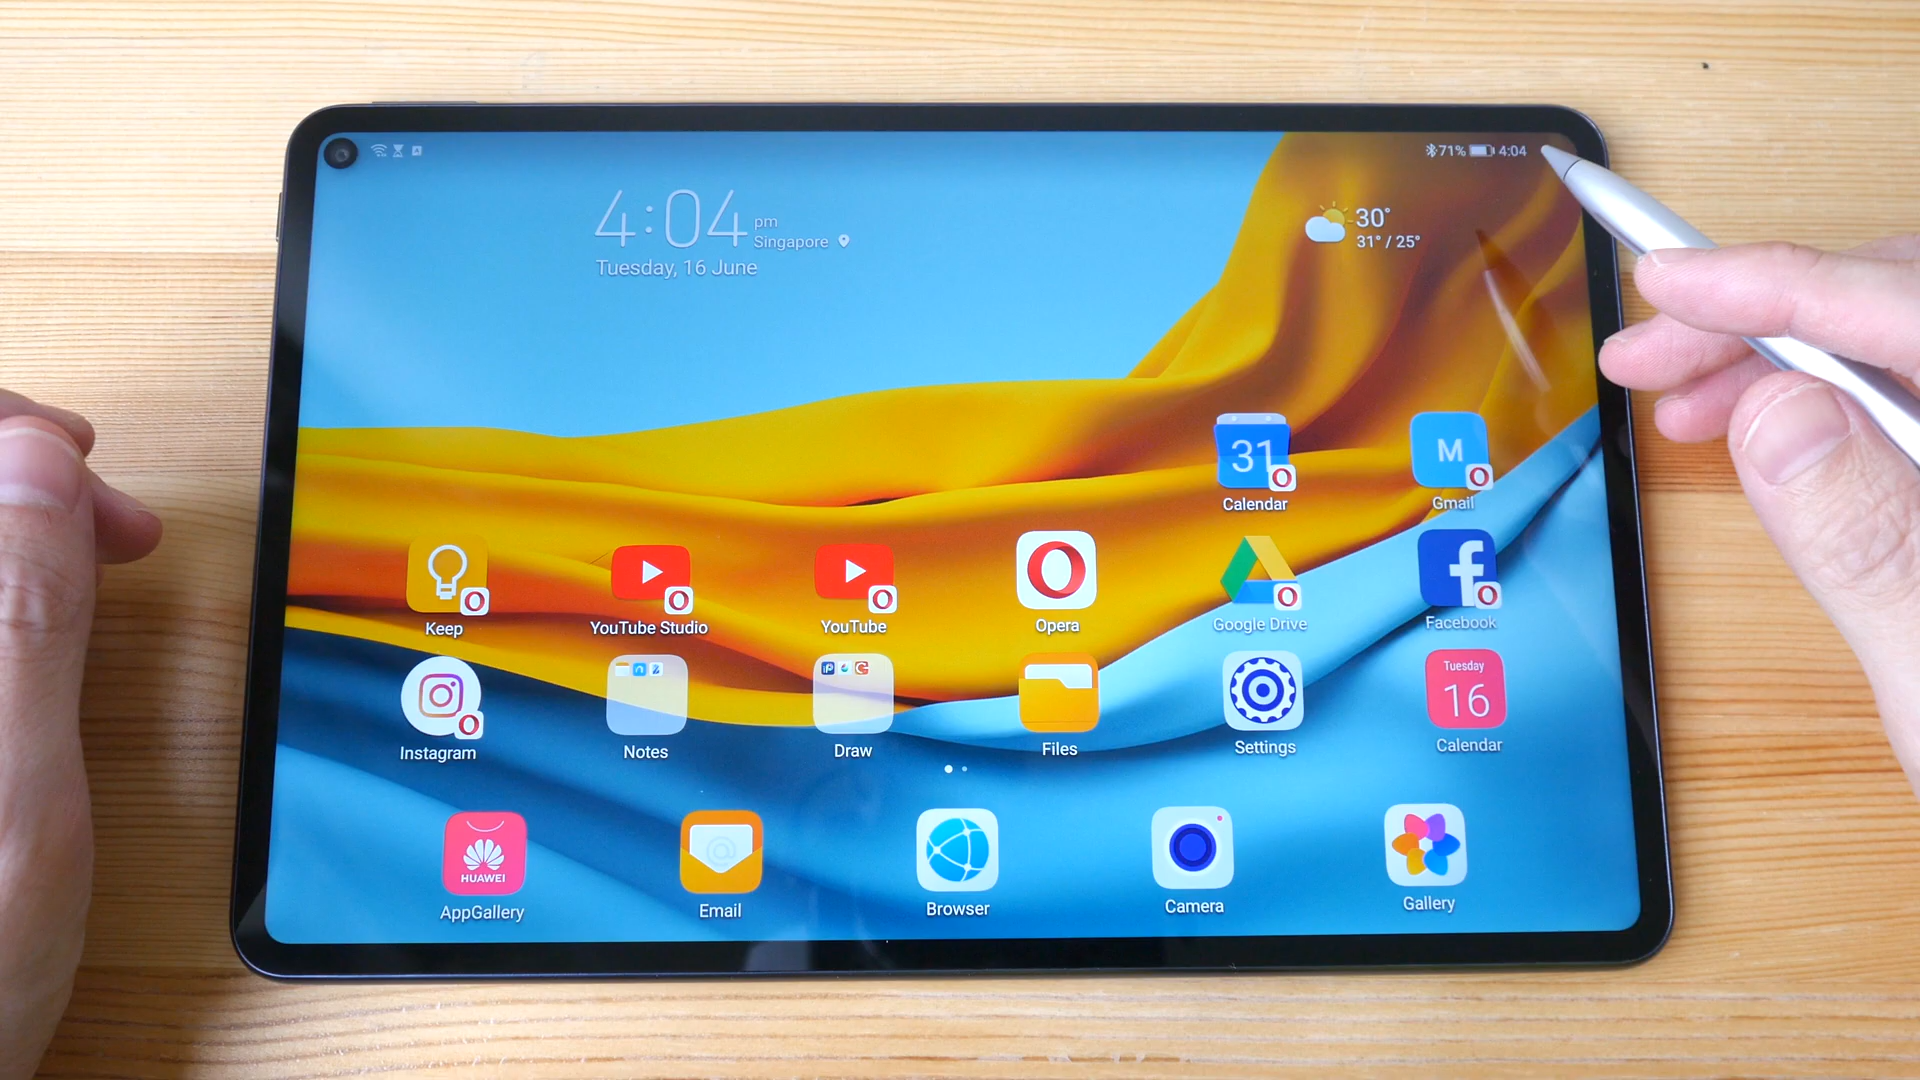 71% 4:04
4:04 pm
Singapore
Tuesday, 16 June
30°
31° / 25°
31
Calendar
M
Gmail
Keep
YouTube Studio
YouTube
Opera
Google Drive
Facebook
Instagram
Notes
Draw
Files
Settings
Tuesday
16
Calendar
HUAWEI
AppGallery
@
Email
Browser
Camera
Gallery